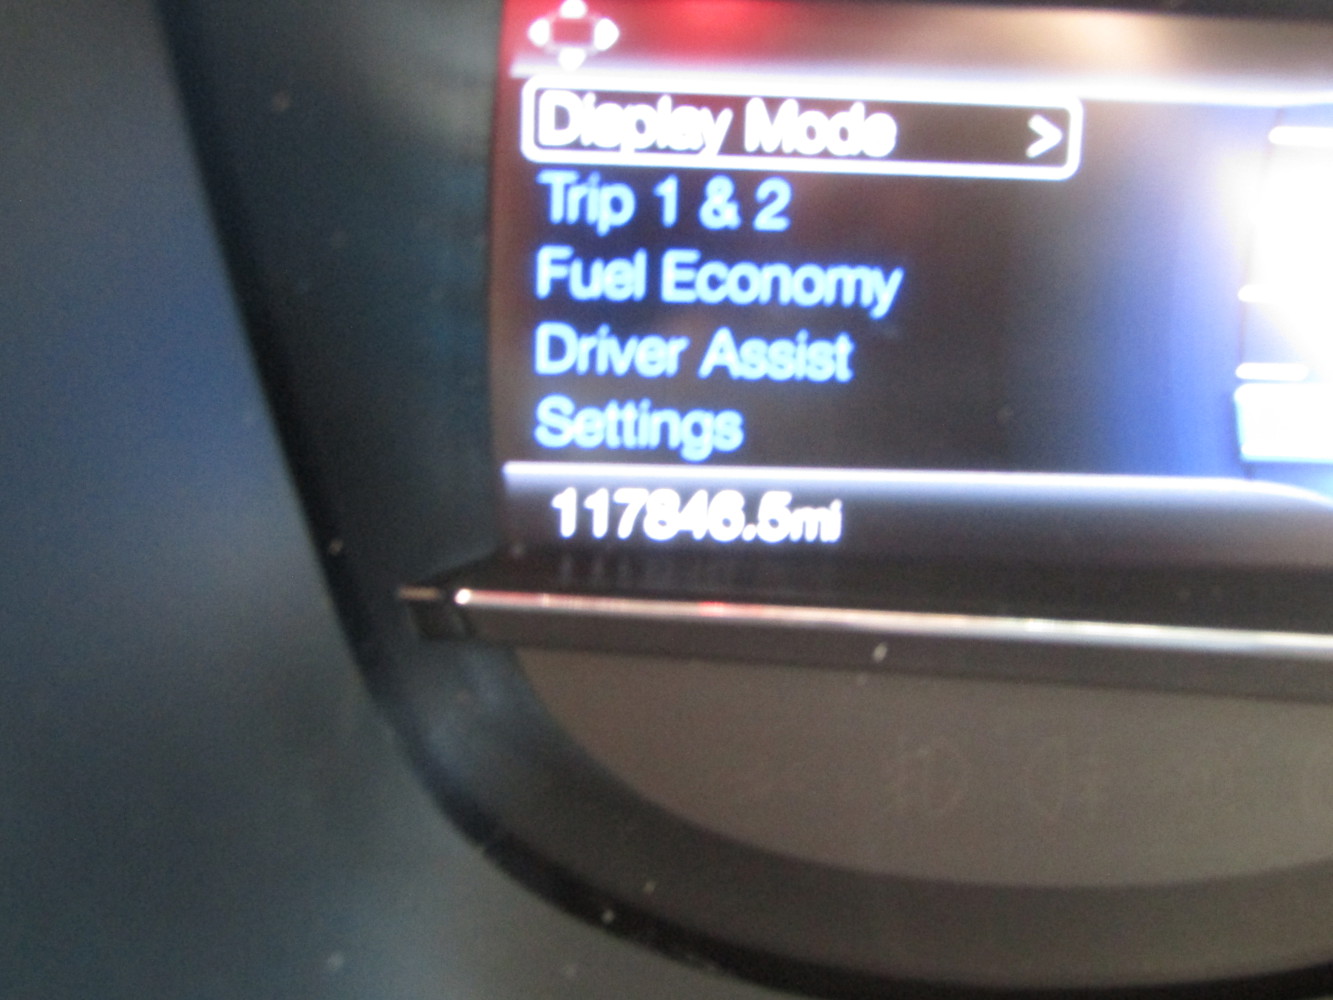 Display Mode >
Trip 1 & 2
Fuel Economy
Driver Assist
Settings
117846.5mi